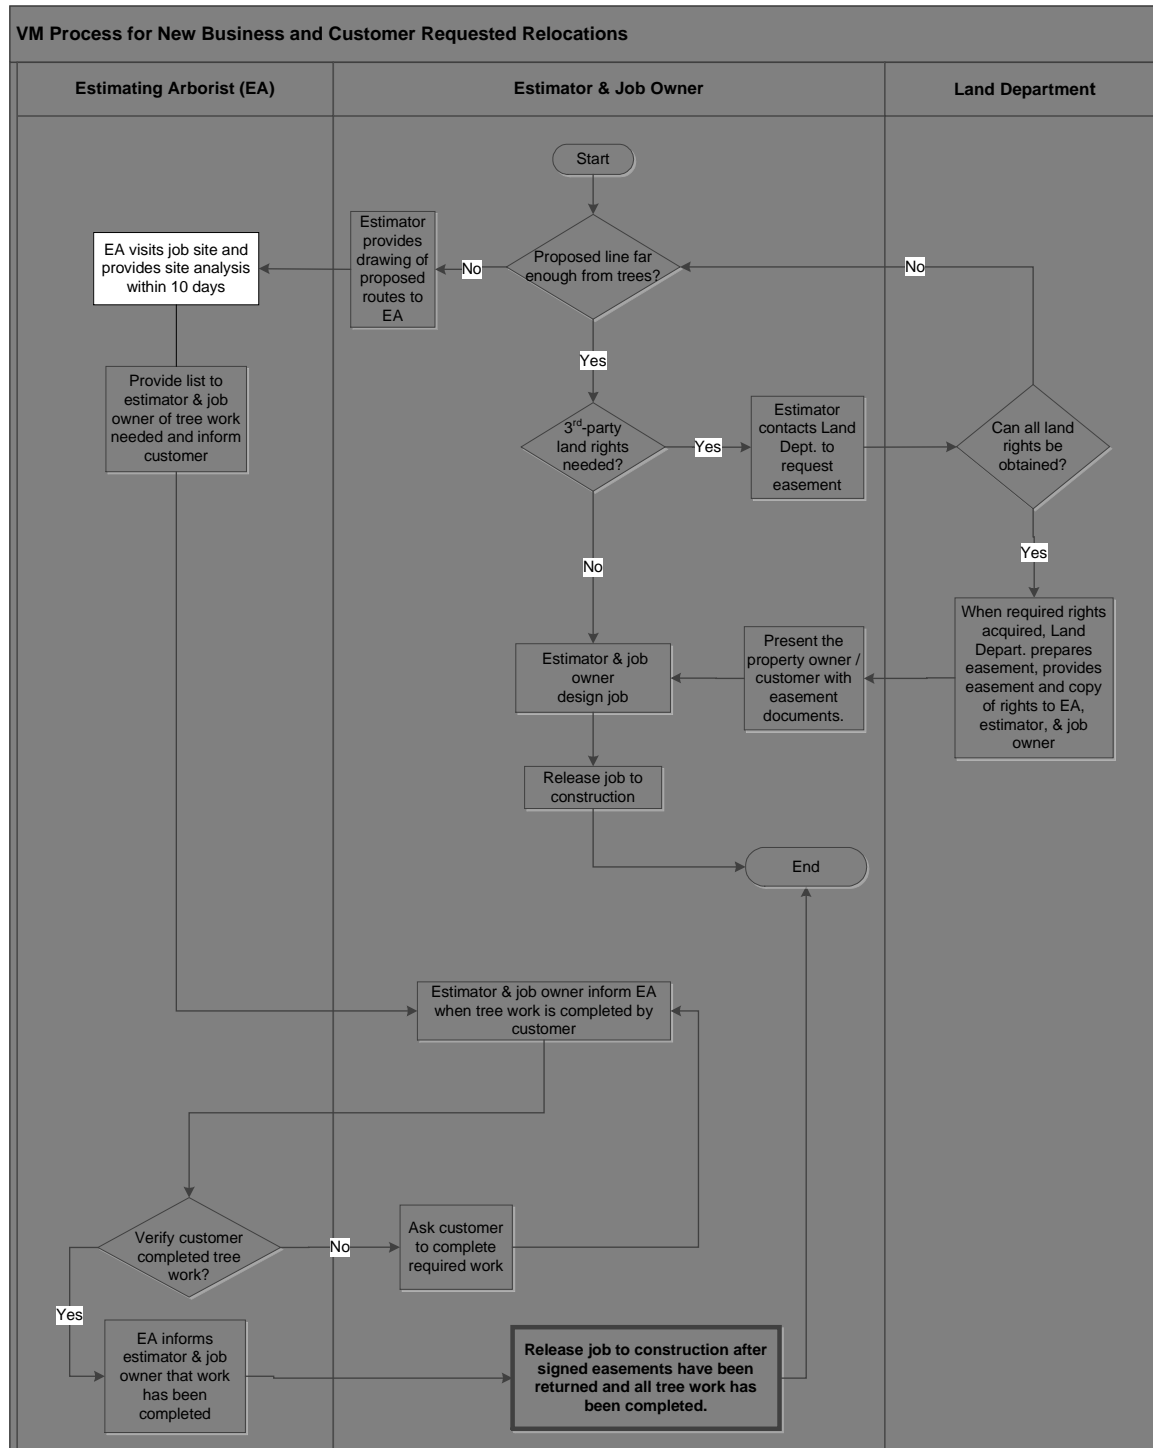 VM Process for New Business and Customer Requested Relocations
Estimating Arborist (EA)
Estimator & Job Owner
Land Department
Start
Estimator
provides
drawing of
proposed
routes to
EA
EA visits job site and
provides site analysis
within 10 days
No
Proposed line far
enough from trees?
No
Yes
Provide list to
estimator & job
owner of tree work
needed and inform
customer
3rd-party
land rights
needed?
Yes
Estimator
contacts Land
Dept. to
request
easement
Can all land
rights be
obtained?
No
Yes
Estimator & job
owner
design job
Present the
property owner /
customer with
easement
documents.
When required rights
acquired, Land
Depart. prepares
easement, provides
easement and copy
of rights to EA,
estimator, & job
owner
Release job to
construction
End
Estimator & job owner inform EA
when tree work is completed by
customer
Verify customer
completed tree
work?
No
Ask customer
to complete
required work
Yes
EA informs
estimator & job
owner that work
has been
completed
Release job to construction after
signed easements have been
returned and all tree work has
been completed.